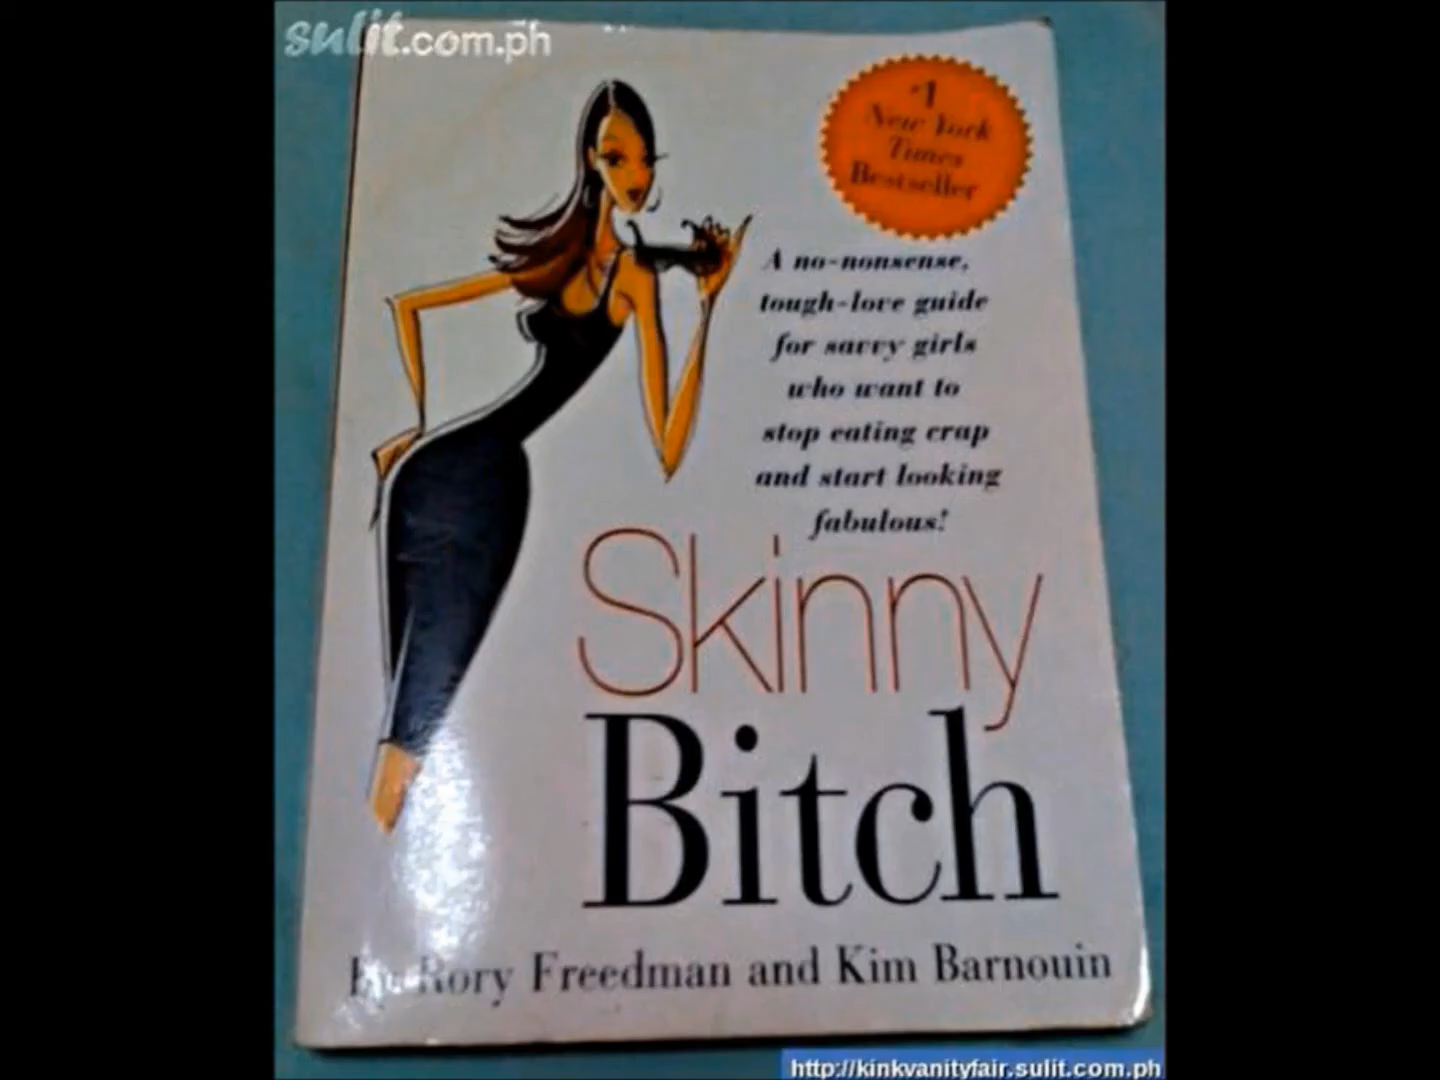 sulit.com.ph
#1
New York
Times
Bestseller
A no-nonsense,
tough-love guide
for savvy girls
who want to
stop eating crap
and start looking
fabulous!
Skinny
Bitch
by Rory Freedman and Kim Barnouin
http://kinkvanityfair.sulit.com.ph